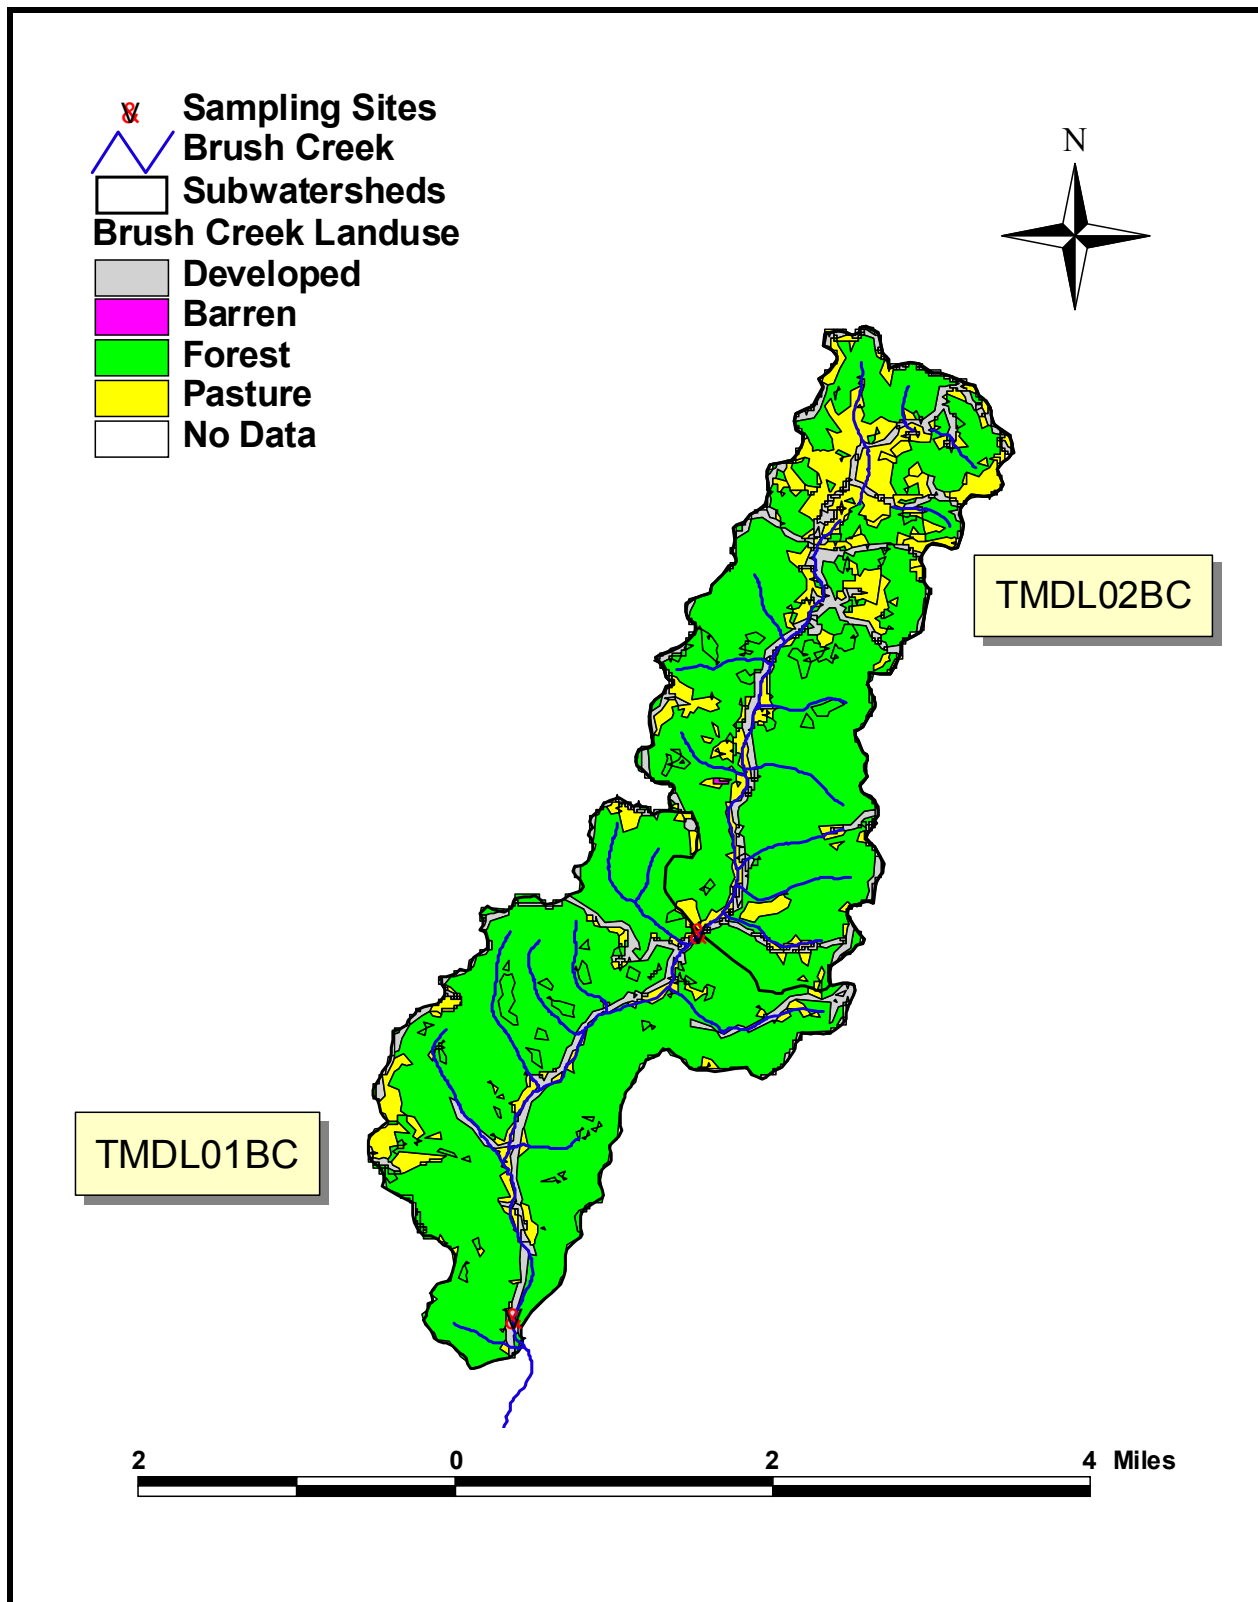 Sampling Sites
Brush Creek
Subwatersheds
Brush Creek Landuse
Developed
Barren
Forest
Pasture
No Data
N
TMDL02BC
TMDL01BC
2 0 2 4 Miles